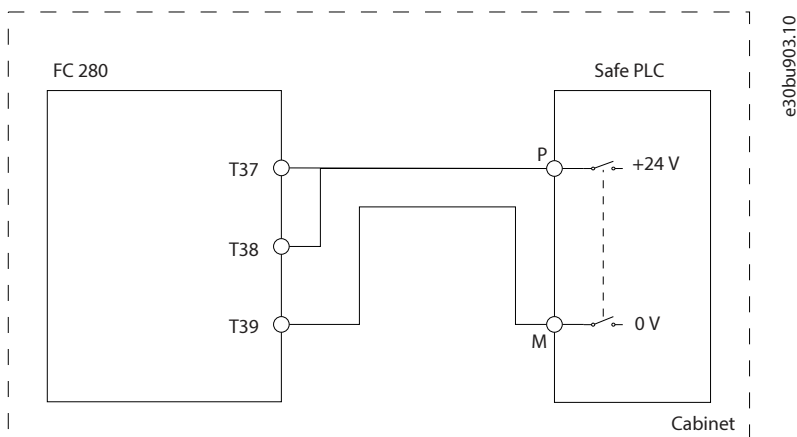 FC 280
Safe PLC
T37
P
+24 V
T38
T39
M
0 V
Cabinet
e30bu903.10